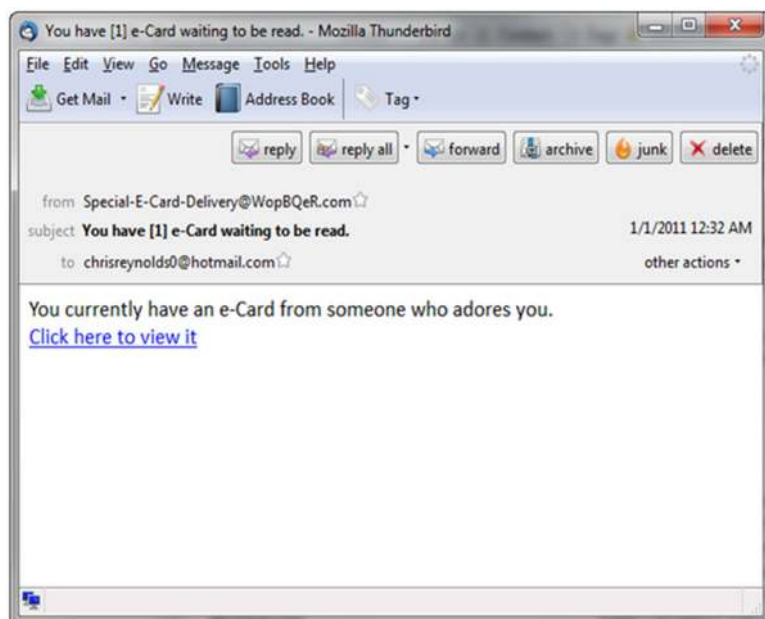 You have [1] e-Card waiting to be read. - Mozilla Thunderbird
File Edit View Go Message Tools Help
Get Mail Write Address Book Tag
reply reply all forward archive junk delete
from Special-E-Card-Delivery@WopBQeR.com
subject You have [1] e-Card waiting to be read. 1/1/2011 12:32 AM
to chrisreynolds0@hotmail.com other actions
You currently have an e-Card from someone who adores you.
Click here to view it